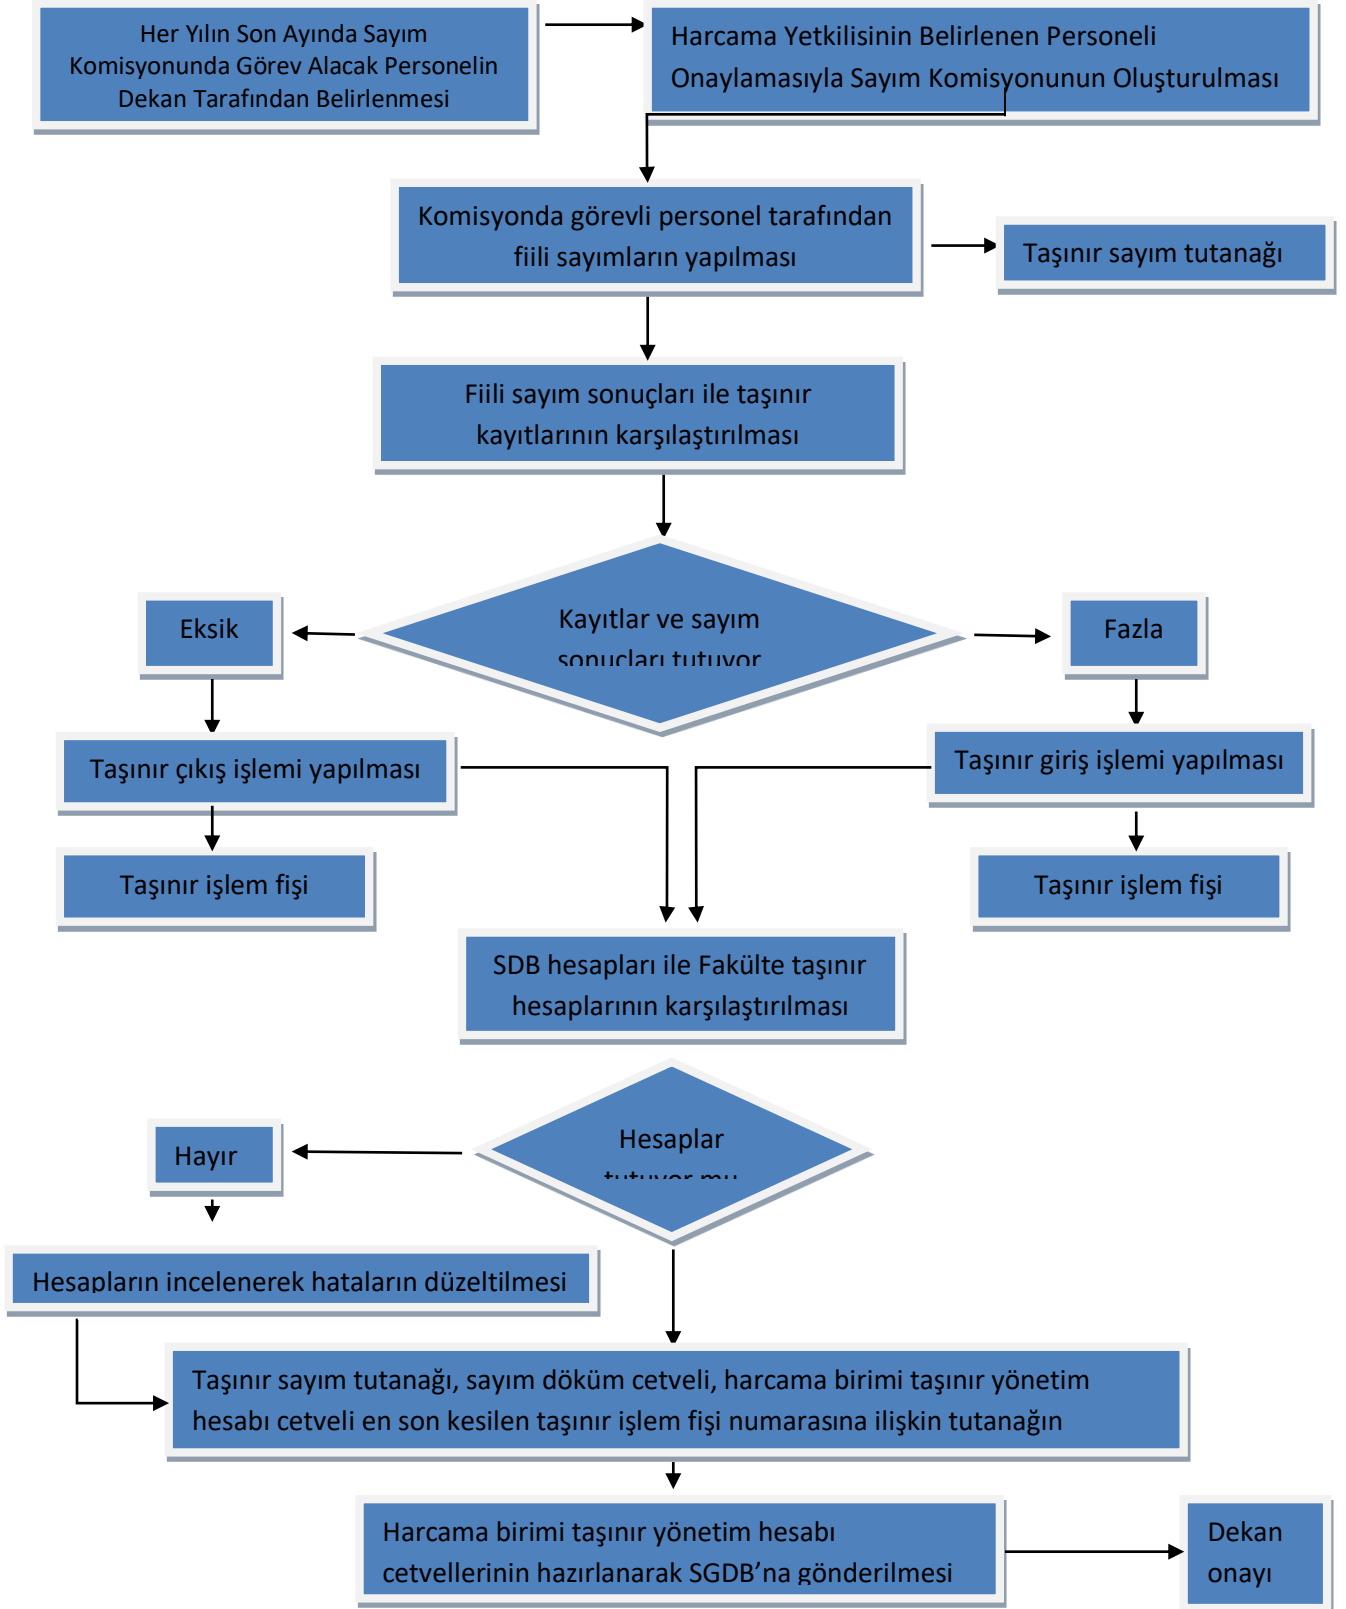 Her Yılın Son Ayında Sayım
Komisyonunda Görev Alacak Personelin
Dekan Tarafından Belirlenmesi
Harcama Yetkilisinin Belirlenen Personeli
Onaylamasıyla Sayım Komisyonunun Oluşturulması
Komisyonda görevli personel tarafından
fiili sayımların yapılması
Taşınır sayım tutanağı
Fiili sayım sonuçları ile taşınır
kayıtlarının karşılaştırılması
Kayıtlar ve sayım
sonuçları tutuyor
Eksik
Fazla
Taşınır çıkış işlemi yapılması
Taşınır giriş işlemi yapılması
Taşınır işlem fişi
Taşınır işlem fişi
SDB hesapları ile Fakülte taşınır
hesaplarının karşılaştırılması
Hesaplar
tutuyor mu
Hayır
Hesapların incelenerek hataların düzeltilmesi
Taşınır sayım tutanağı, sayım döküm cetveli, harcama birimi taşınır yönetim
hesabı cetveli en son kesilen taşınır işlem fişi numarasına ilişkin tutanağın
Harcama birimi taşınır yönetim hesabı
cetvellerinin hazırlanarak SGDB’na gönderilmesi
Dekan
onayı